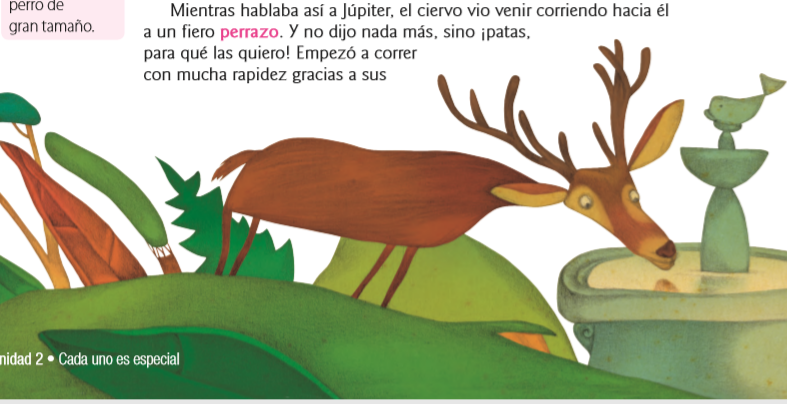 perro de
gran tamaño.
Mientras hablaba así a Júpiter, el ciervo vio venir corriendo hacia él
a un fiero perrazo. Y no dijo nada más, sino ¡patas,
para qué las quiero! Empezó a correr
con mucha rapidez gracias a sus
nidad 2 • Cada uno es especial